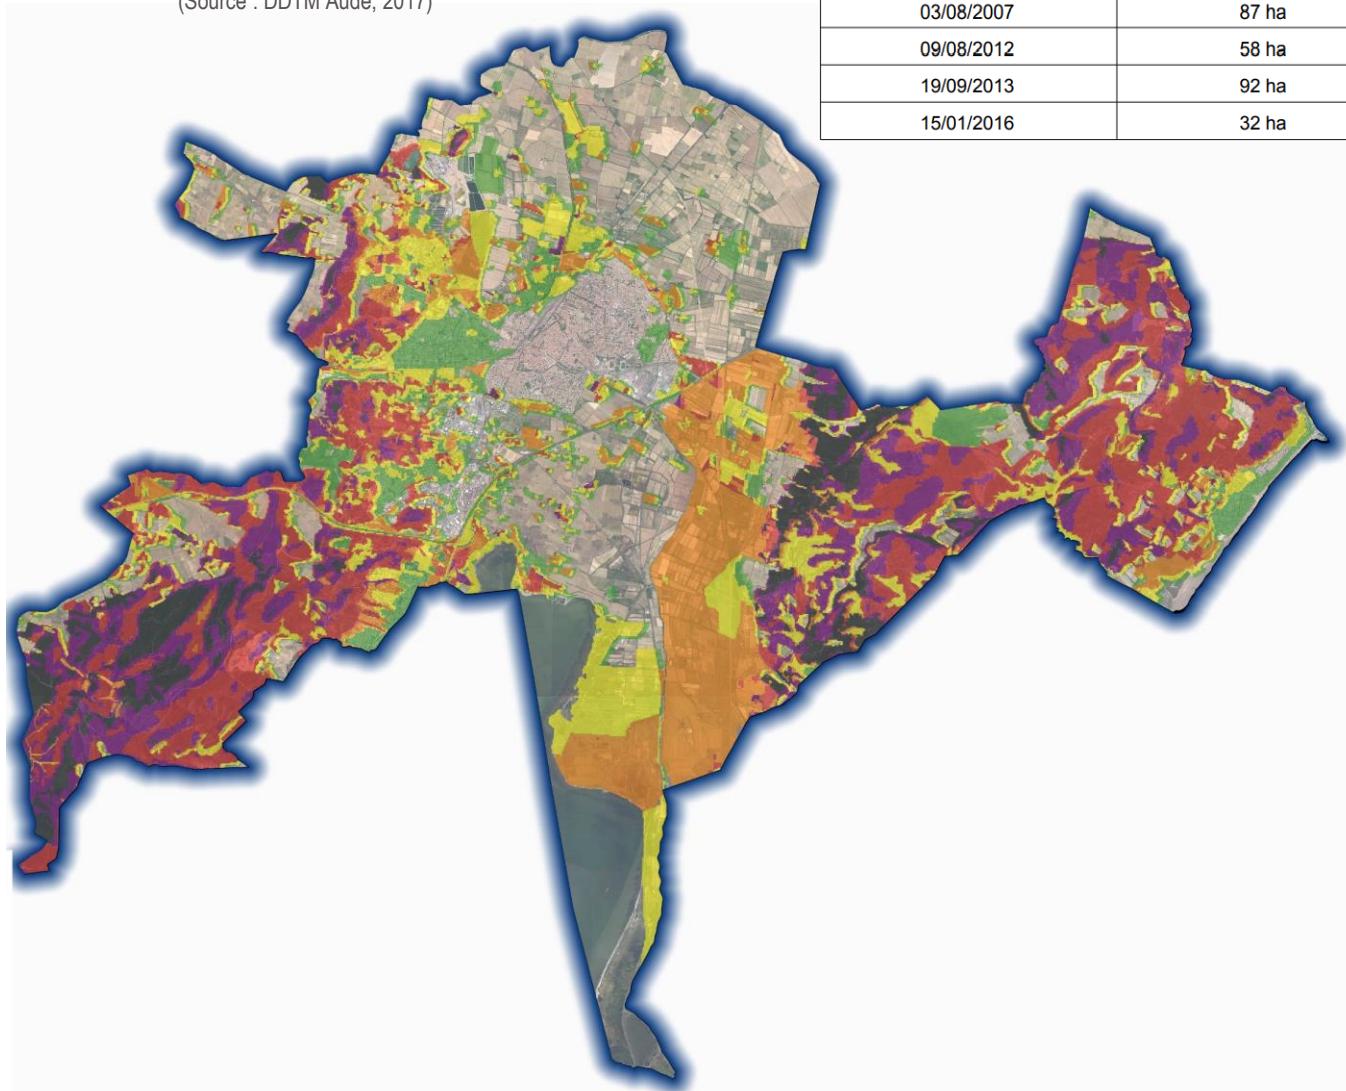 (Source : DDTM Aude, 2017)
03/08/2007 87 ha
09/08/2012 58 ha
19/09/2013 92 ha
15/01/2016 32 ha